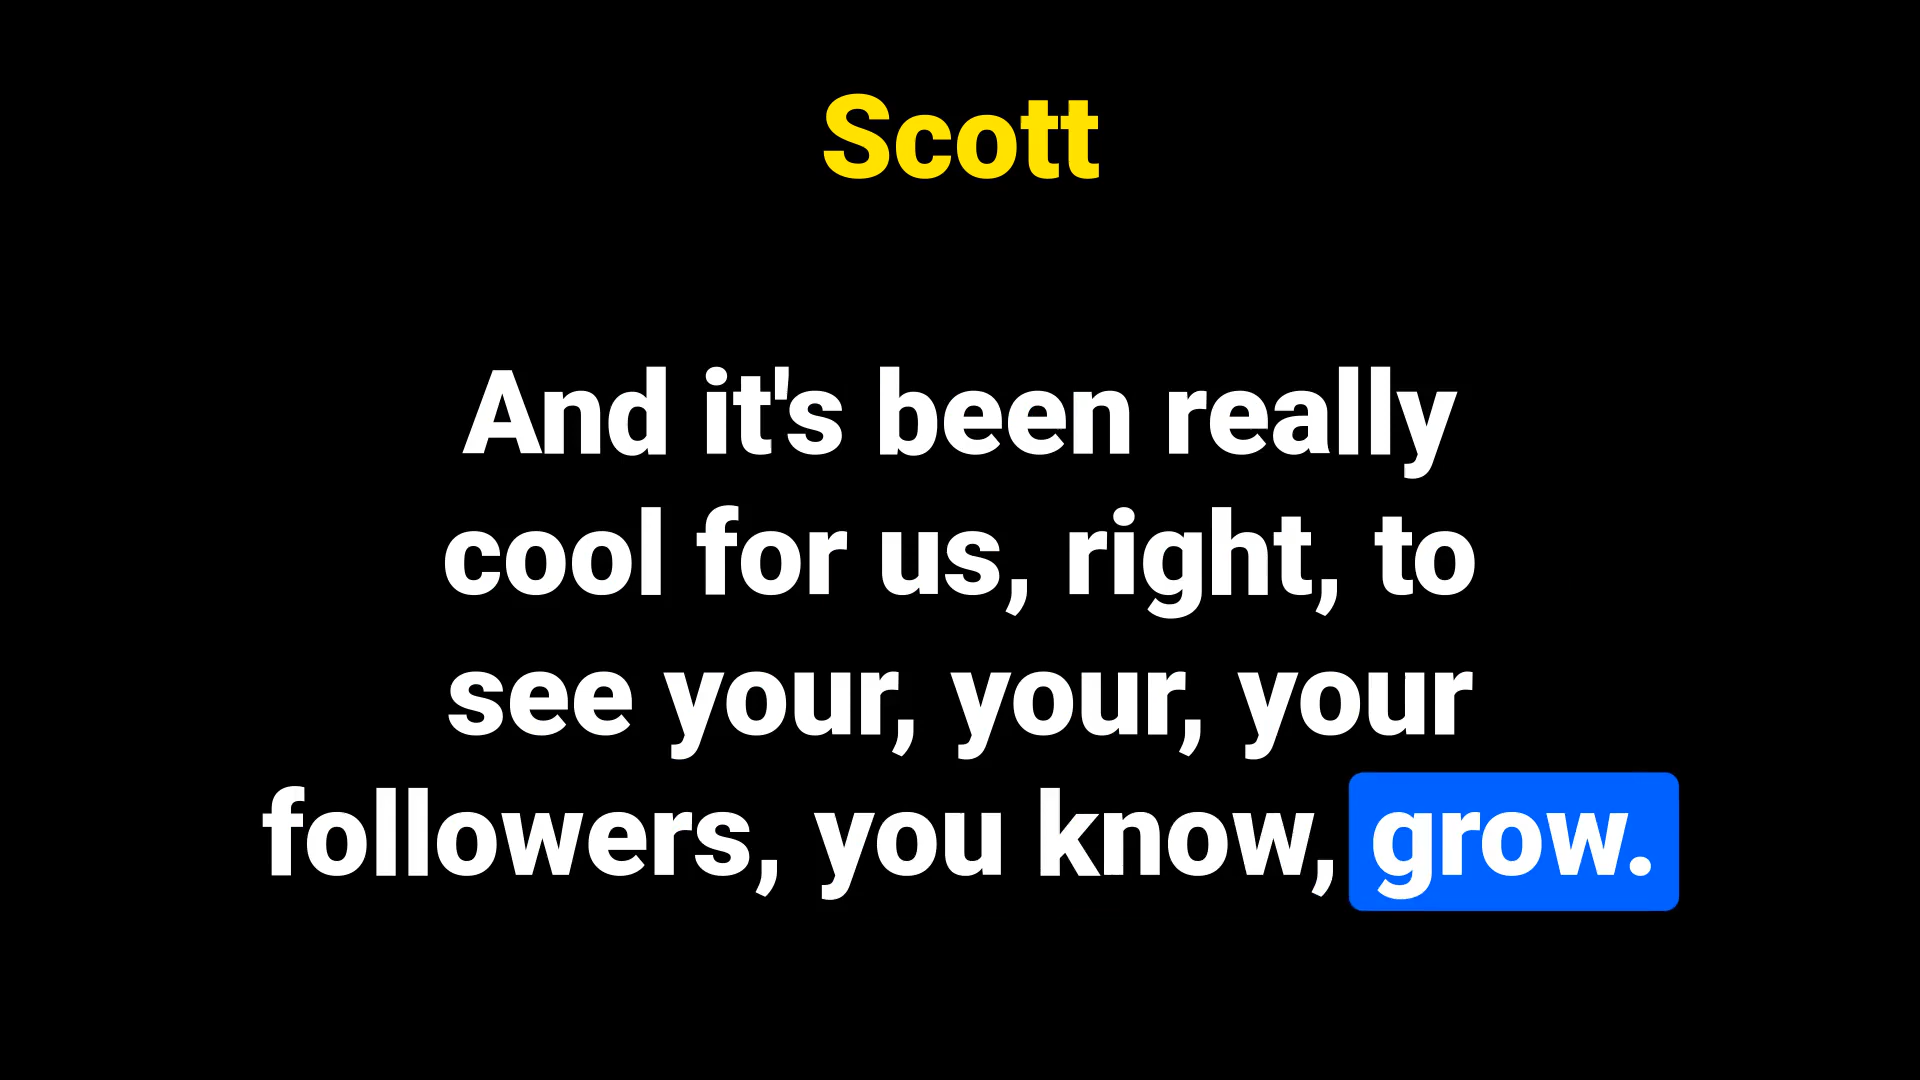 Scott
And it's been really
cool for us, right, to
see your, your, your
followers, you know, grow.